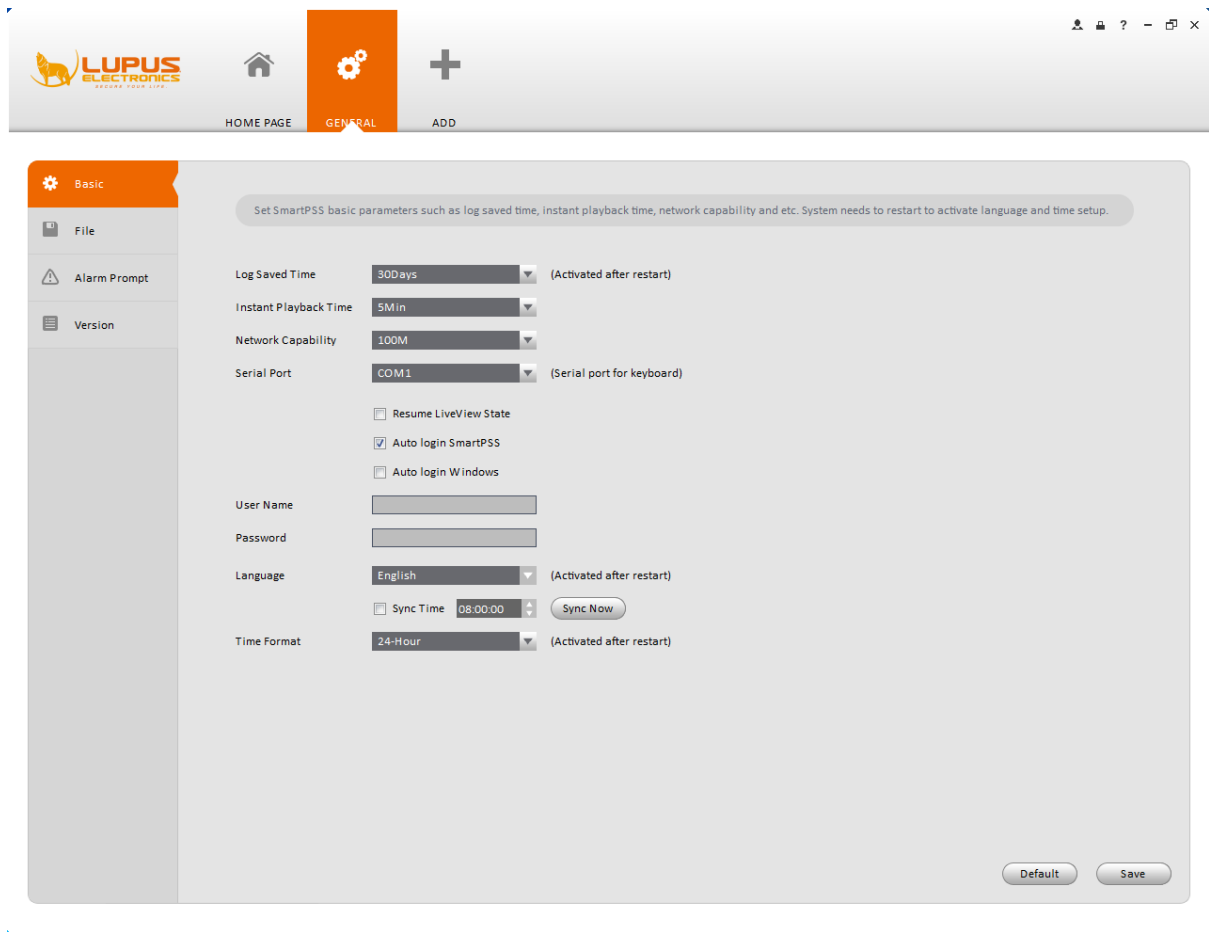 LUPUS
ELECTRONICS
SECURE YOUR LIFE.
?
HOME PAGE
GENERAL
ADD
Basic
File
Alarm Prompt
Version
Set SmartPSS basic parameters such as log saved time, instant playback time, network capability and etc. System needs to restart to activate language and time setup.
Log Saved Time 30Days (Activated after restart)
Instant Playback Time 5Min
Network Capability 100M
Serial Port COM1 (Serial port for keyboard)
Resume LiveView State
Auto login SmartPSS
Auto login Windows
User Name
Password
Language English (Activated after restart)
Sync Time 08:00:00 Sync Now
Time Format 24-Hour (Activated after restart)
Default Save